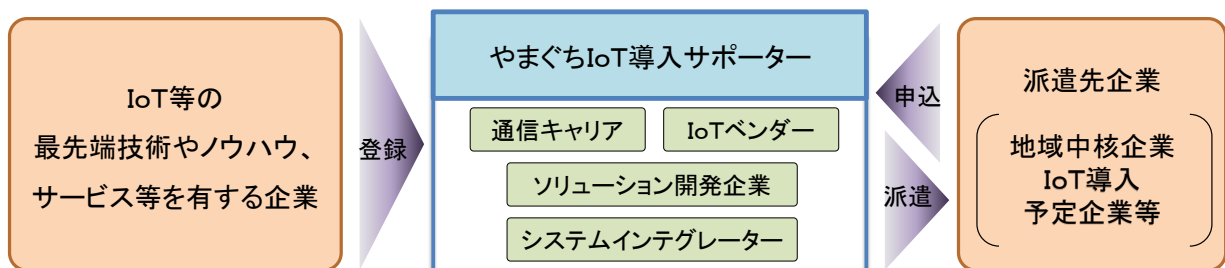 IoT等の
最先端技術やノウハウ、
サービス等を有する企業
登録
やまぐちIoT導入サポーター
通信キャリア
IoTベンダー
ソリューション開発企業
システムインテグレーター
申込
派遣
派遣先企業
地域中核企業
IoT導入
予定企業等